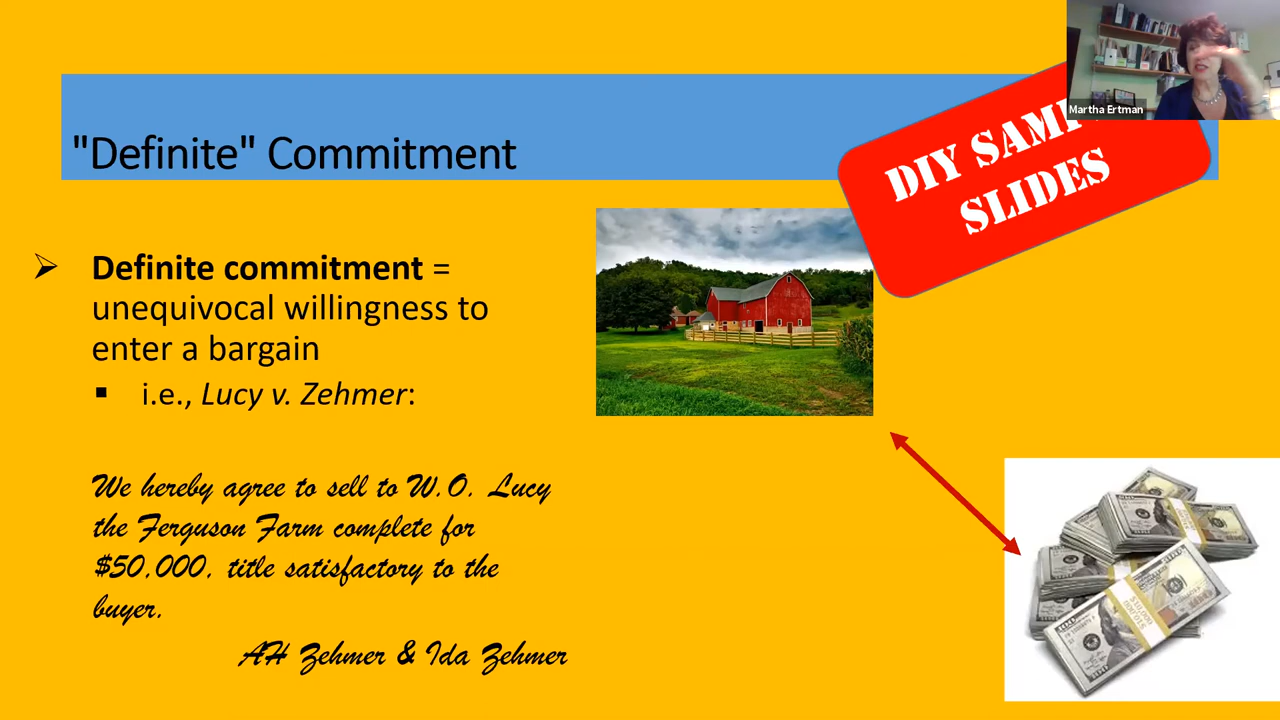 Martha Ertman
"Definite" Commitment
DIY
SLIDES
Definite commitment =
unequivocal willingness to
enter a bargain
i.e., Lucy v. Zehmer:
We hereby agree to sell to W.O. Lucy
the Ferguson Farm complete for
$50,000, title satisfactory to the
buyer.
AH Zehmer & Ida Zehmer
$10,000